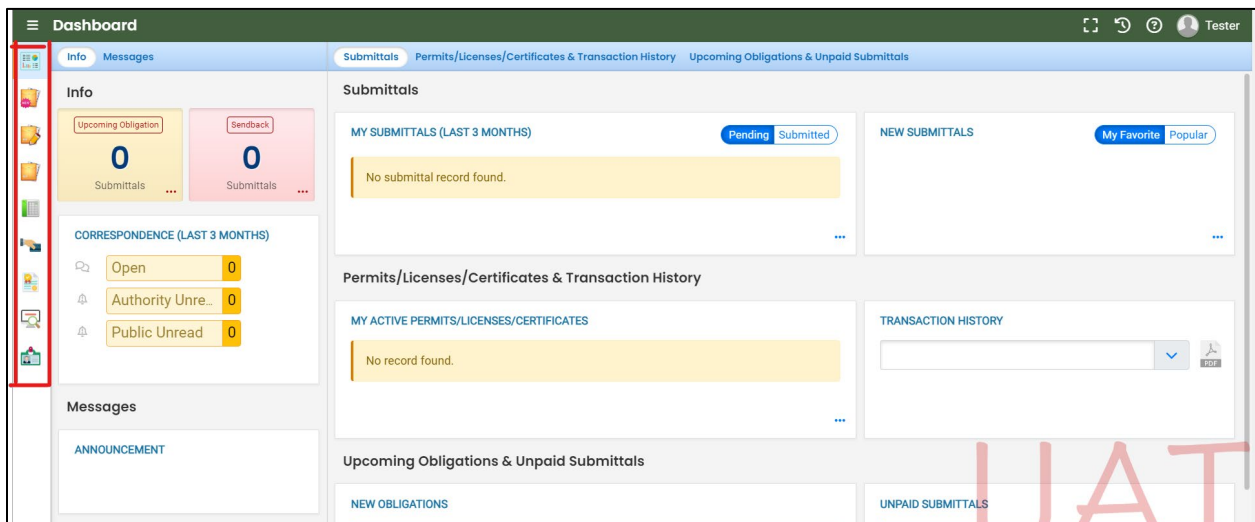 Dashboard
Tester
Info Messages
Submittals Permits/Licenses/Certificates & Transaction History Upcoming Obligations & Unpaid Submittals
Info
Upcoming Obligation
0
Submittals
...
Sendback
0
Submittals
...
CORRESPONDENCE (LAST 3 MONTHS)
Open 0
Authority Unre... 0
Public Unread 0
Messages
ANNOUNCEMENT
Submittals
MY SUBMITTALS (LAST 3 MONTHS)
Pending Submitted
No submittal record found.
...
NEW SUBMITTALS
My Favorite Popular
...
Permits/Licenses/Certificates & Transaction History
MY ACTIVE PERMITS/LICENSES/CERTIFICATES
No record found.
...
TRANSACTION HISTORY
PDF
Upcoming Obligations & Unpaid Submittals
NEW OBLIGATIONS
UNPAID SUBMITTALS
UAT